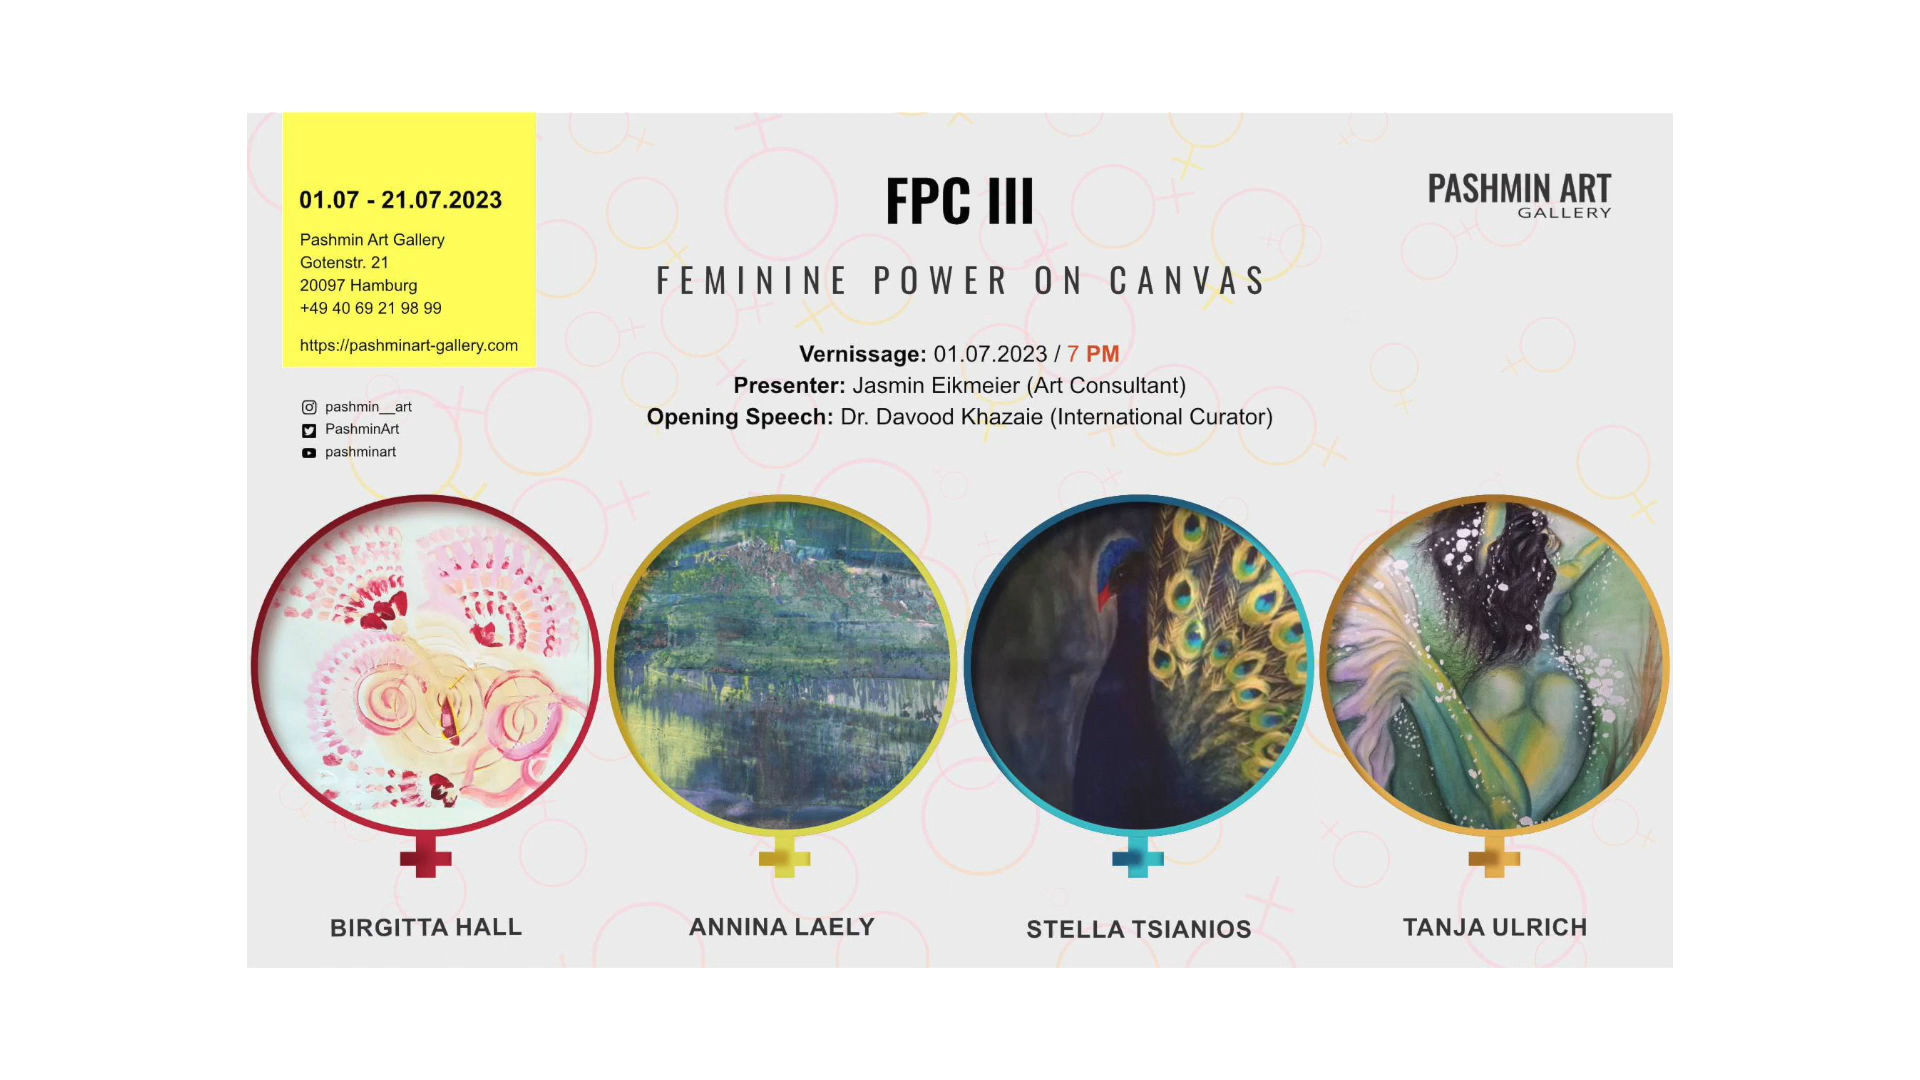 01.07 - 21.07.2023
Pashmin Art Gallery
Gotenstr. 21
20097 Hamburg
+49 40 69 21 98 99
https://pashminart-gallery.com
pashmin__art
PashminArt
pashminart
FPC III
FEMININE POWER ON CANVAS
Vernissage: 01.07.2023 / 7 PM
Presenter: Jasmin Eikmeier (Art Consultant)
Opening Speech: Dr. Davood Khazaie (International Curator)
PASHMIN ART
GALLERY
BIRGITTA HALL
ANNINA LAELY
STELLA TSIANIOS
TANJA ULRICH